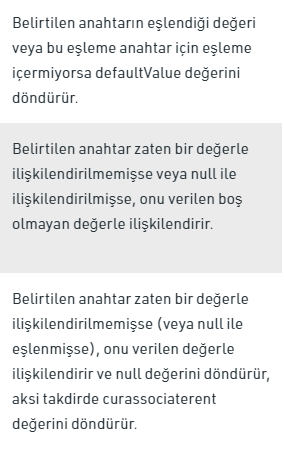 Belirtilen anahtarın eşlendiği değeri
veya bu eşleme anahtar için eşleme
içermiyorsa defaultValue değerini
döndürür.
Belirtilen anahtar zaten bir değerle
ilişkilendirilmemişse veya null ile
ilişkilendirilmişse, onu verilen boş
olmayan değerle ilişkilendirir.
Belirtilen anahtar zaten bir değerle
ilişkilendirilmemişse (veya null ile
eşlenmişse), onu verilen değerle
ilişkilendirir ve null değerini döndürür,
aksi takdirde curassociaterent
değerini döndürür.